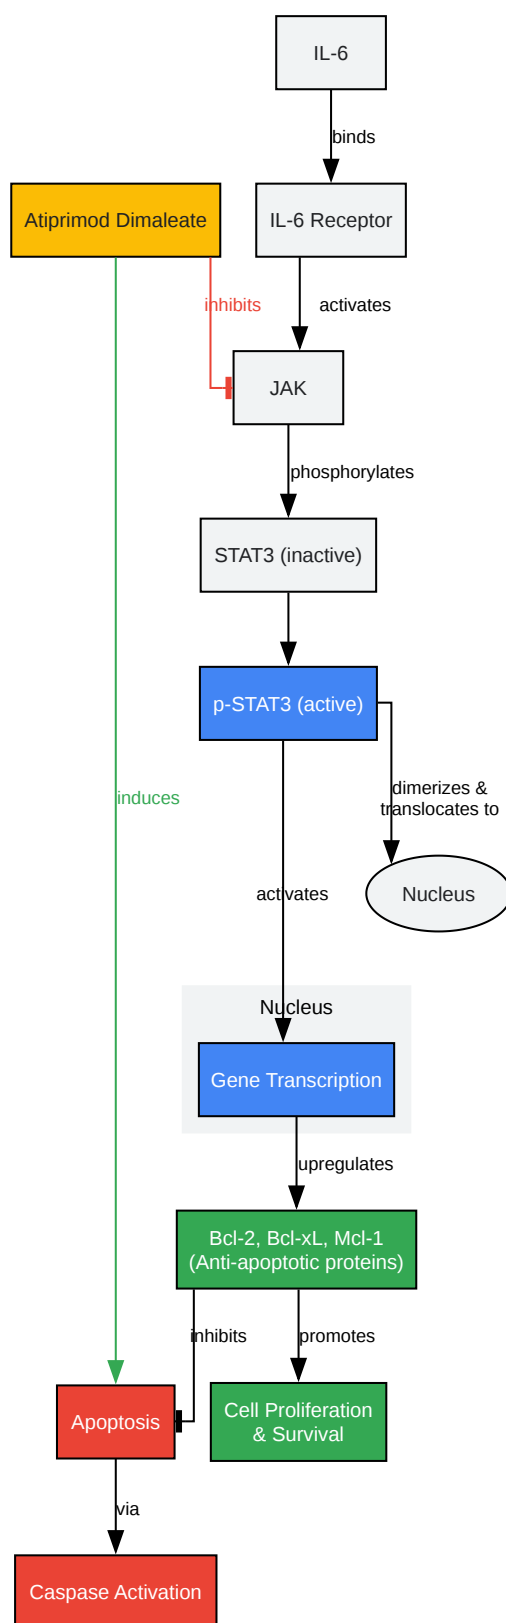 IL-6
binds
Atiprimod Dimaleate
IL-6 Receptor
inhibits
activates
JAK
phosphorylates
STAT3 (inactive)
p-STAT3 (active)
dimerizes &
translocates to
induces
activates
Nucleus
Nucleus
Gene Transcription
upregulates
Bcl-2, Bcl-xL, Mcl-1
(Anti-apoptotic proteins)
inhibits
promotes
Apoptosis
Cell Proliferation
& Survival
via
Caspase Activation